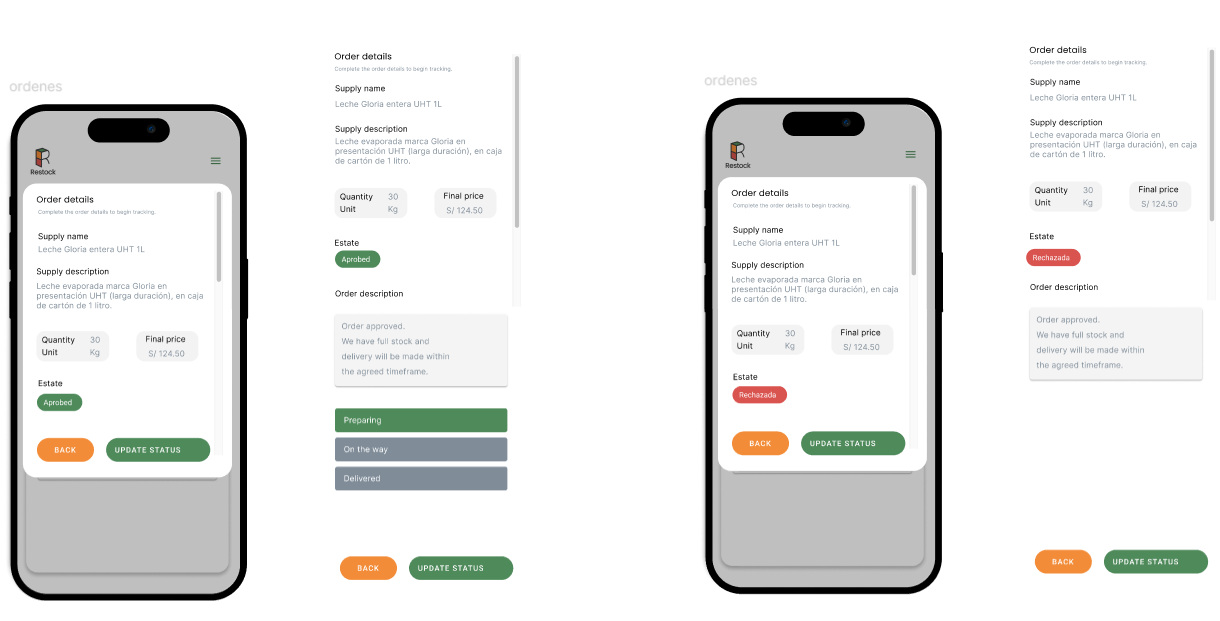 ordenes
Restock
Order details
Complete the order details to begin tracking.
Supply name
Leche Gloria entera UHT 1L
Supply description
Leche evaporada marca Gloria en
presentación UHT (larga duración), en caja
de cartón de 1 litro.
Quantity 30
Unit Kg
Final price
S/ 124.50
Estate
Aprobed
BACK
UPDATE STATUS
Order details
Complete the order details to begin tracking.
Supply name
Leche Gloria entera UHT 1L
Supply description
Leche evaporada marca Gloria en
presentación UHT (larga duración), en caja
de cartón de 1 litro.
Quantity 30
Unit Kg
Final price
S/ 124.50
Estate
Aprobed
Order description
Order approved.
We have full stock and
delivery will be made within
the agreed timeframe.
Preparing
On the way
Delivered
BACK
UPDATE STATUS
ordenes
Restock
Order details
Complete the order details to begin tracking.
Supply name
Leche Gloria entera UHT 1L
Supply description
Leche evaporada marca Gloria en
presentación UHT (larga duración), en caja
de cartón de 1 litro.
Quantity 30
Unit Kg
Final price
S/ 124.50
Estate
Rechazada
BACK
UPDATE STATUS
Order details
Complete the order details to begin tracking.
Supply name
Leche Gloria entera UHT 1L
Supply description
Leche evaporada marca Gloria en
presentación UHT (larga duración), en caja
de cartón de 1 litro.
Quantity 30
Unit Kg
Final price
S/ 124.50
Estate
Rechazada
Order description
Order approved.
We have full stock and
delivery will be made within
the agreed timeframe.
BACK
UPDATE STATUS